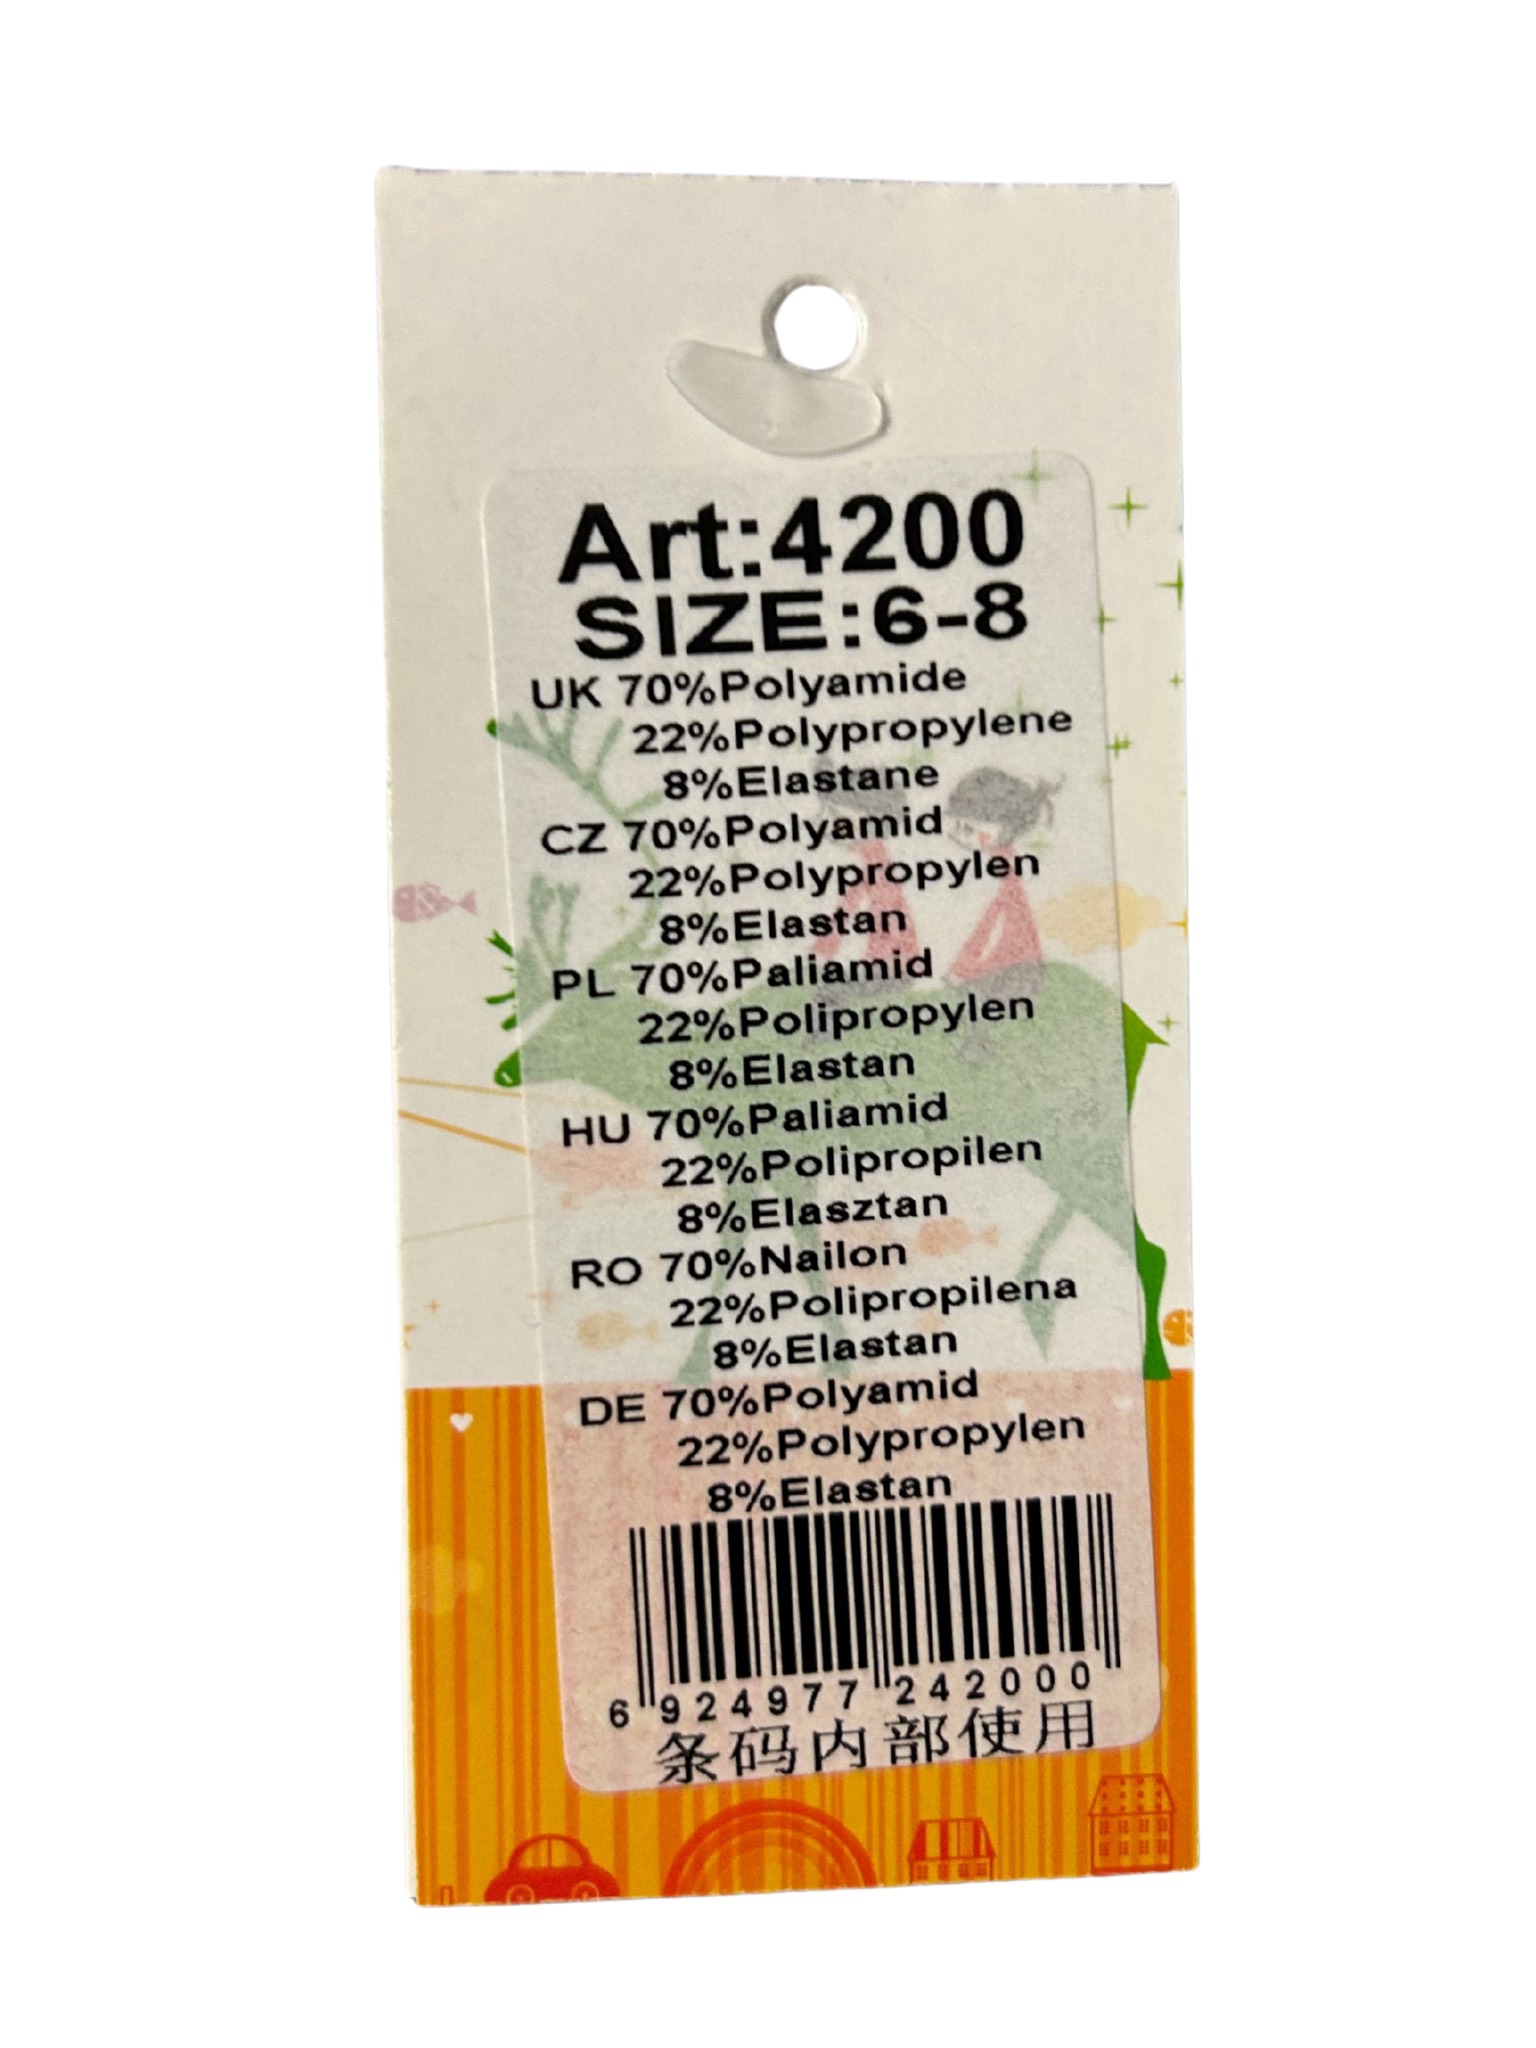 Art:4200
SIZE:6-8
UK 70%Polyamide
22%Polypropylene
8%Elastane
CZ 70%Polyamid
22%Polypropylen
8%Elastan
PL 70%Paliamid
22%Polipropylen
8%Elastan
HU 70%Paliamid
22%Polipropilen
8%Elasztan
RO 70%Nailon
22%Polipropilena
8%Elastan
DE 70%Polyamid
22%Polypropylen
8%Elastan
6 924977 242000
条码内部使用